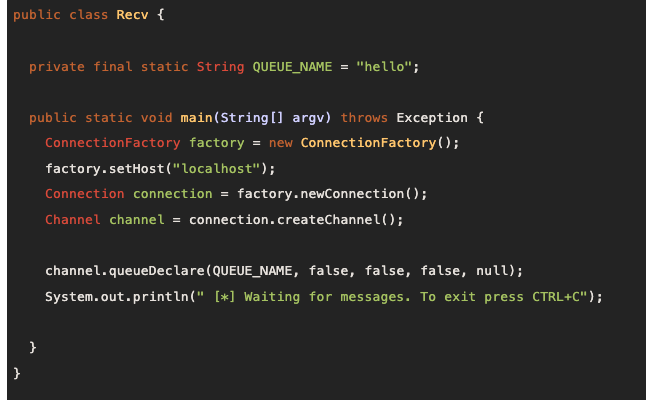 public class Recv {
private final static String QUEUE_NAME = "hello";
public static void main(String[] argv) throws Exception {
ConnectionFactory factory = new ConnectionFactory();
factory.setHost("localhost");
Connection connection = factory.newConnection();
Channel channel = connection.createChannel();
channel.queueDeclare(QUEUE_NAME, false, false, false, null);
System.out.println(" [*] Waiting for messages. To exit press CTRL+C");
}
}